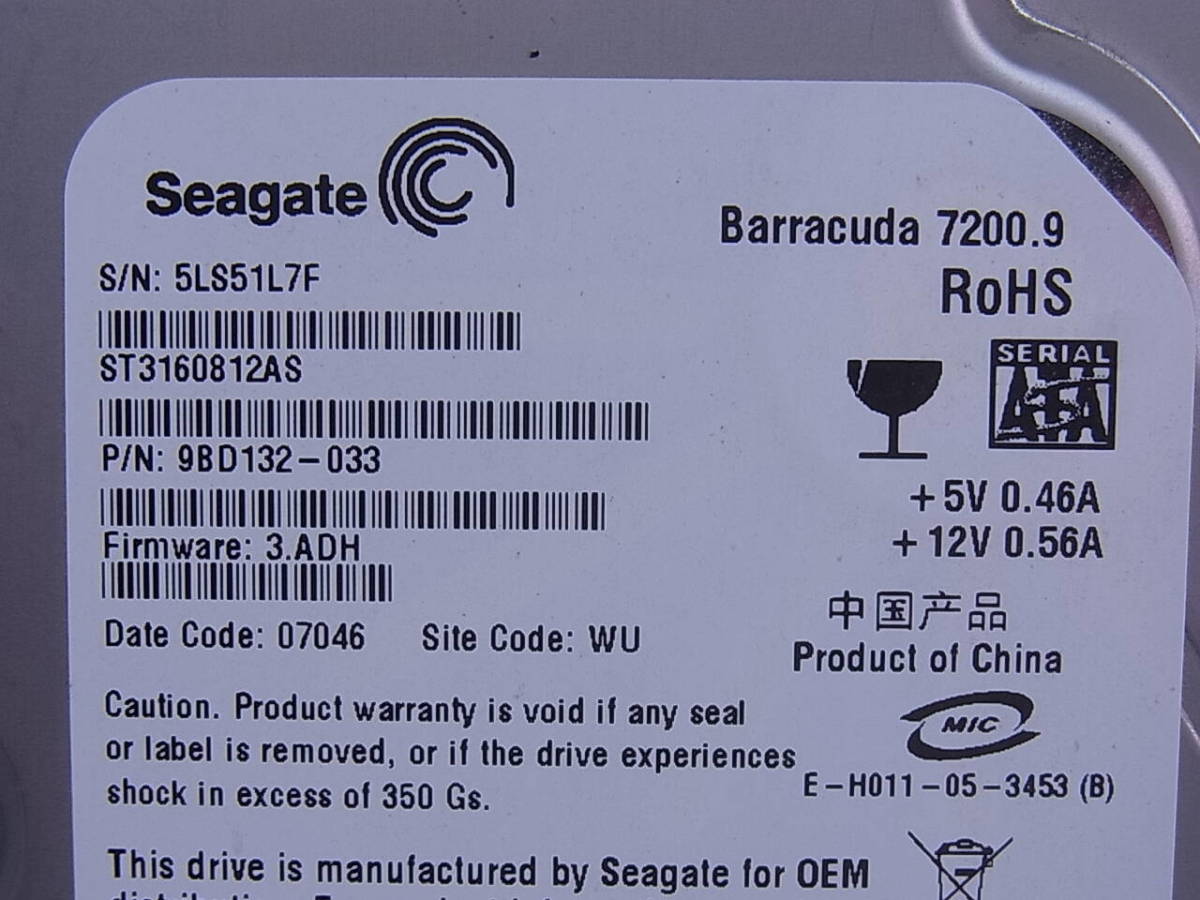 Seagate
Barracuda 7200.9
RoHS
S/N: 5LS51L7F
ST3160812AS
SERIAL
ATA
P/N: 9BD132-033
+5V 0.46A
+12V 0.56A
Firmware: 3.ADH
Date Code: 07046 Site Code: WU
中国产品
Product of China
Caution. Product warranty is void if any seal
or label is removed, or if the drive experiences
shock in excess of 350 Gs.
MIC
E-H011-05-3453 (B)
This drive is manufactured by Seagate for OEM